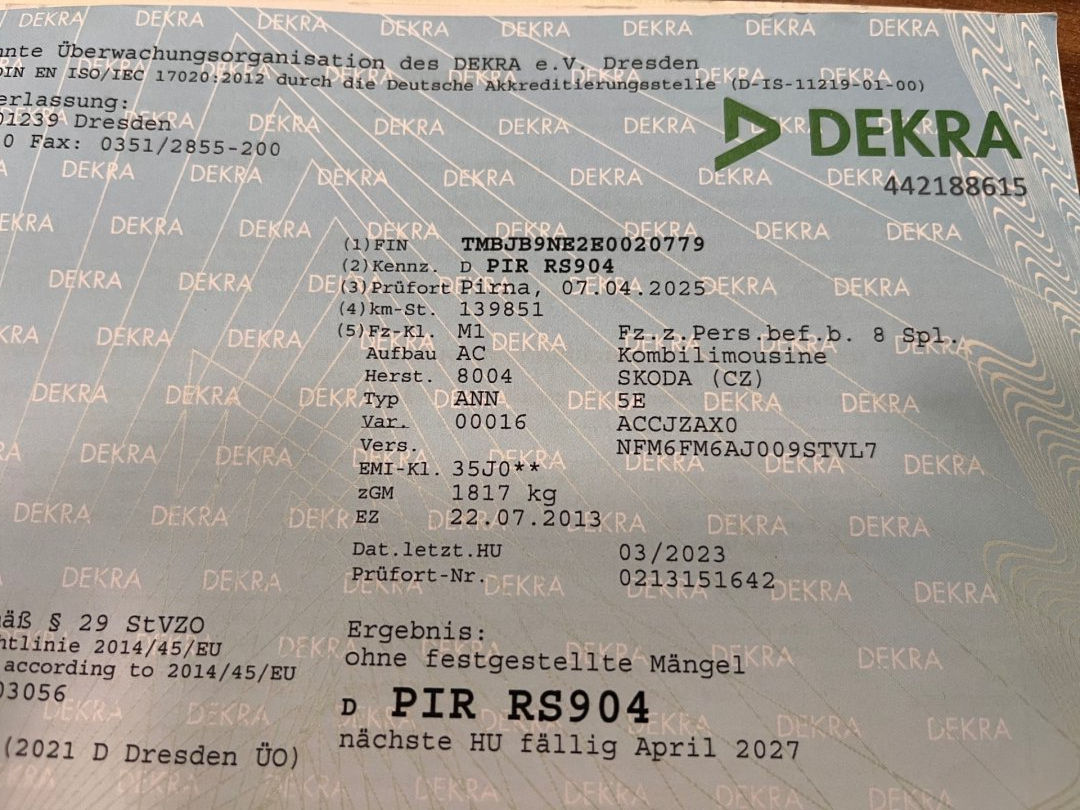 nnte Überwachungsorganisation des DEKRA e.V. Dresden
DIN EN ISO/IEC 17020:2012 durch die Deutsche Akkreditierungsstelle (D-IS-11219-01-00)
erlassung:
01239 Dresden
0 Fax: 0351/2855-200
DEKRA
442188615
(1)FIN TMBJB9NE2E0020779
(2)Kennz. D PIR RS904
(3)Prüfort Pirna, 07.04.2025
(4)km-St. 139851
(5)Fz-Kl. M1 Fz.z.Pers.bef.b. 8 Spl.
Aufbau AC Kombilimousine
Herst. 8004 SKODA (CZ)
Typ ANN 5E
Var. 00016 ACCJZAX0
Vers. NFM6FM6AJ009STVL7
EMI-Kl. 35J0**
zGM 1817 kg
EZ 22.07.2013
Dat.letzt.HU 03/2023
Prüfort-Nr. 0213151642
äß § 29 StVZO
htlinie 2014/45/EU
according to 2014/45/EU
03056
(2021 D Dresden ÜO)
Ergebnis:
ohne festgestellte Mängel
D PIR RS904
nächste HU fällig April 2027